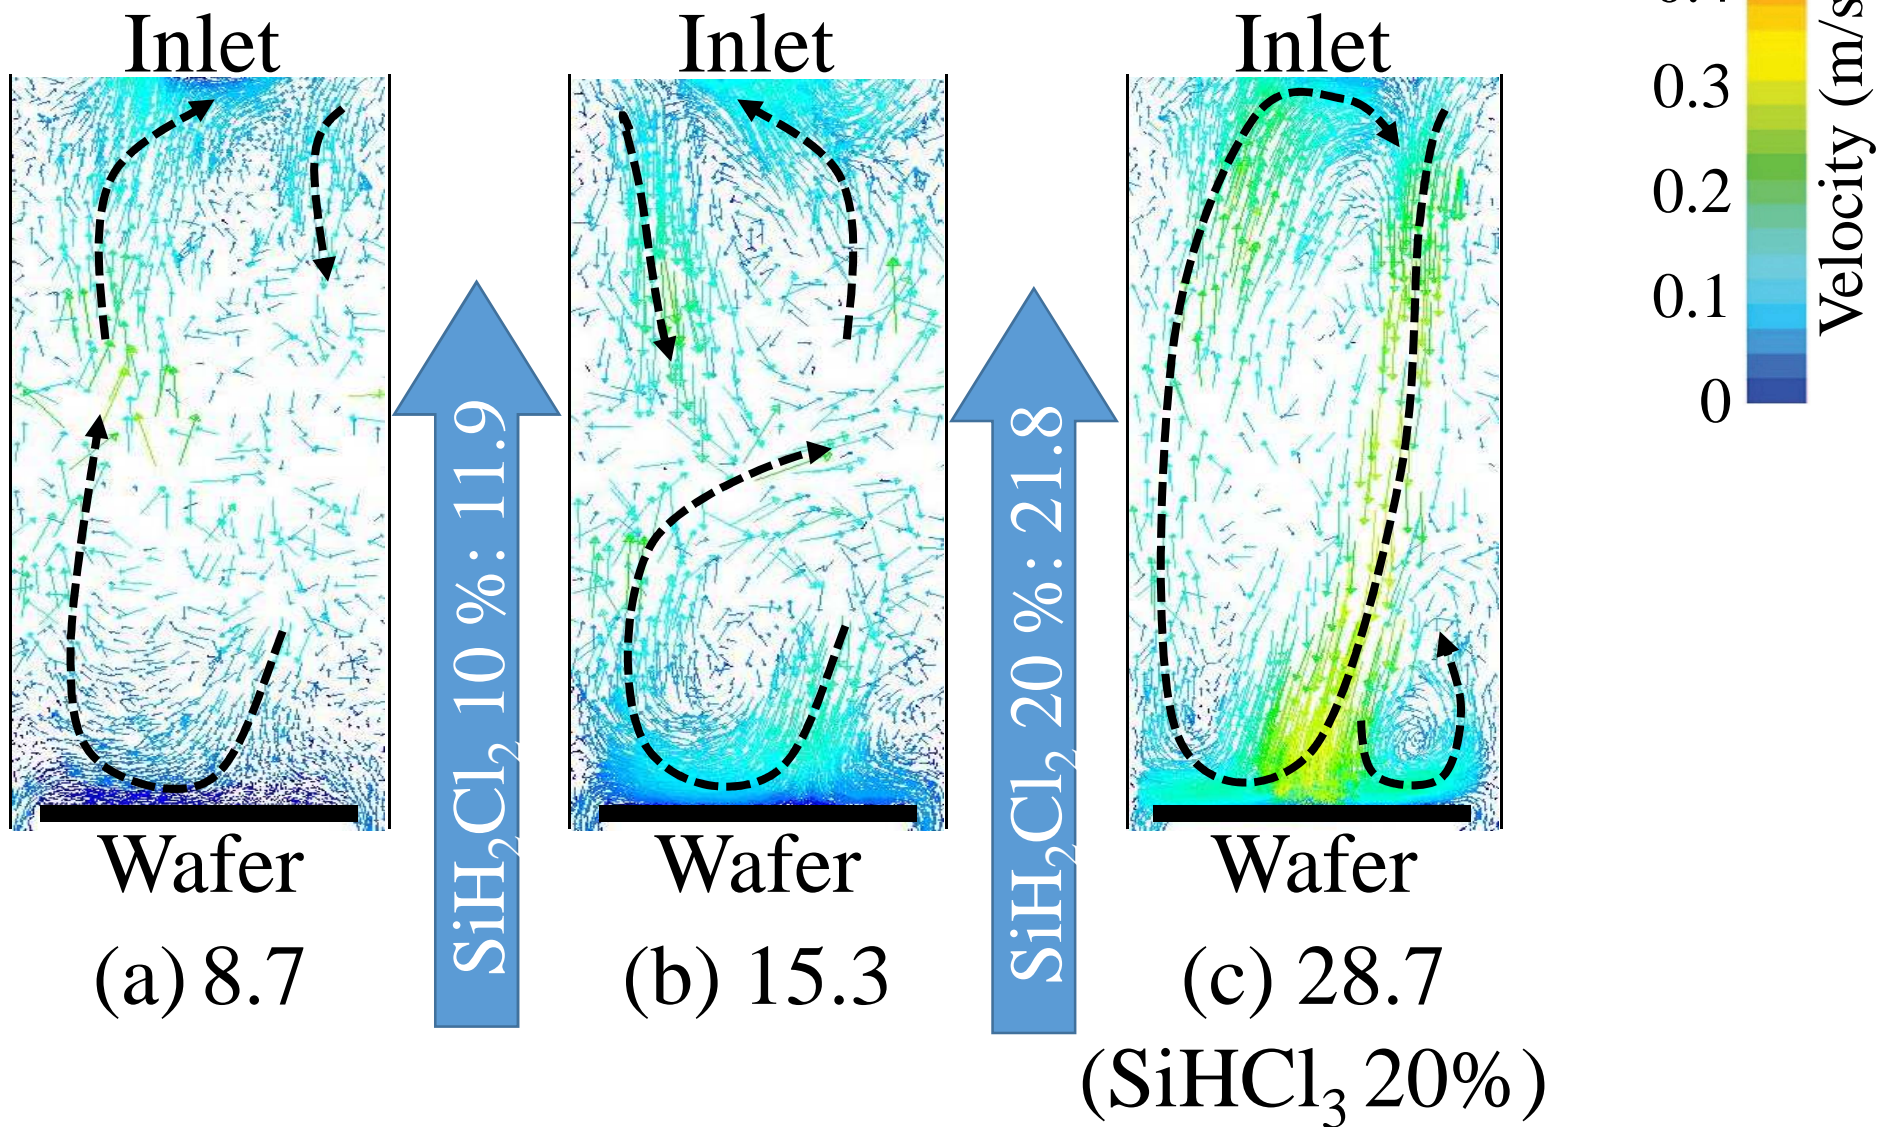 Inlet
Wafer
(a) 8.7
SiH₂Cl₂ 10 %: 11.9
Inlet
Wafer
(b) 15.3
SiH₂Cl₂ 20 %: 21.8
Inlet
Wafer
(c) 28.7
(SiHCl₃ 20%)
0.3
0.2
0.1
0
Velocity (m/s